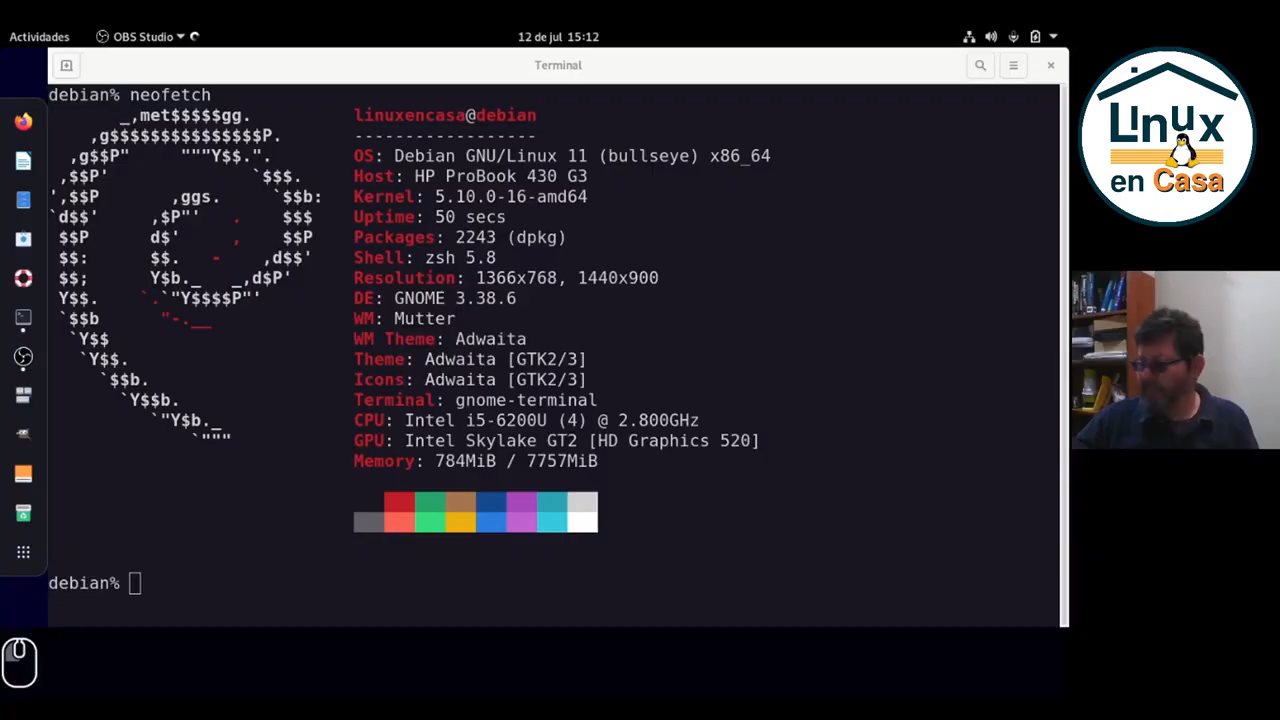 Actividades
OBS Studio
12 de jul 15:12
Terminal
debian% neofetch
       _,met$$$$$gg.
    ,g$$$$$$$$$$$$$$$P.
  ,g$$P"     """Y$$.".
 ,$$P'              `$$$.
',$$P       ,ggs.     `$$b:
`d$$'     ,$P"'   .    $$$
 $$P      d$'     ,    $$P
 $$:      $$.   -    ,d$$'
 $$;      Y$b._   _,d$P'
 Y$$.    `.`"Y$$$$P"'
 `$$b      "-.__
  `Y$$
   `Y$$.
     `$$b.
       `Y$$b.
          `"Y$b._
              `"""
linuxencasa@debian
------------------
OS: Debian GNU/Linux 11 (bullseye) x86_64
Host: HP ProBook 430 G3
Kernel: 5.10.0-16-amd64
Uptime: 50 secs
Packages: 2243 (dpkg)
Shell: zsh 5.8
Resolution: 1366x768, 1440x900
DE: GNOME 3.38.6
WM: Mutter
WM Theme: Adwaita
Theme: Adwaita [GTK2/3]
Icons: Adwaita [GTK2/3]
Terminal: gnome-terminal
CPU: Intel i5-6200U (4) @ 2.800GHz
GPU: Intel Skylake GT2 [HD Graphics 520]
Memory: 784MiB / 7757MiB
debian%
Linux
en Casa